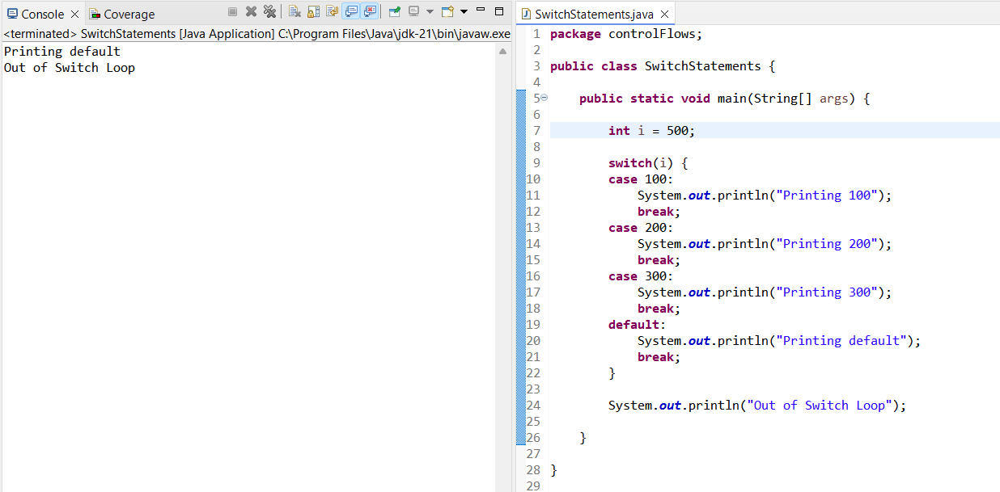 Console
Coverage
<terminated> SwitchStatements [Java Application] C:\Program Files\Java\jdk-21\bin\javaw.exe
Printing default
Out of Switch Loop
SwitchStatements.java
1 package controlFlows;
2
3 public class SwitchStatements {
4
5 public static void main(String[] args) {
6
7 int i = 500;
8
9 switch(i) {
10 case 100:
11 System.out.println("Printing 100");
12 break;
13 case 200:
14 System.out.println("Printing 200");
15 break;
16 case 300:
17 System.out.println("Printing 300");
18 break;
19 default:
20 System.out.println("Printing default");
21 break;
22 }
23
24 System.out.println("Out of Switch Loop");
25
26 }
27
28 }
29